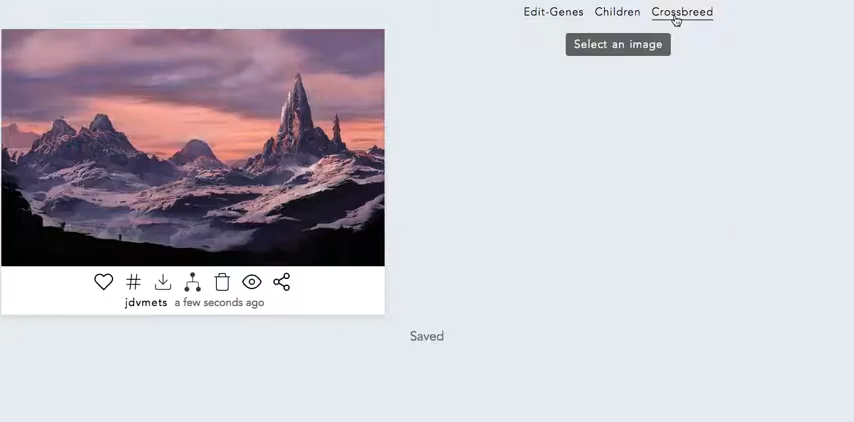 Edit-Genes Children Crossbreed
Select an image
#
jdvmets a few seconds ago
Saved